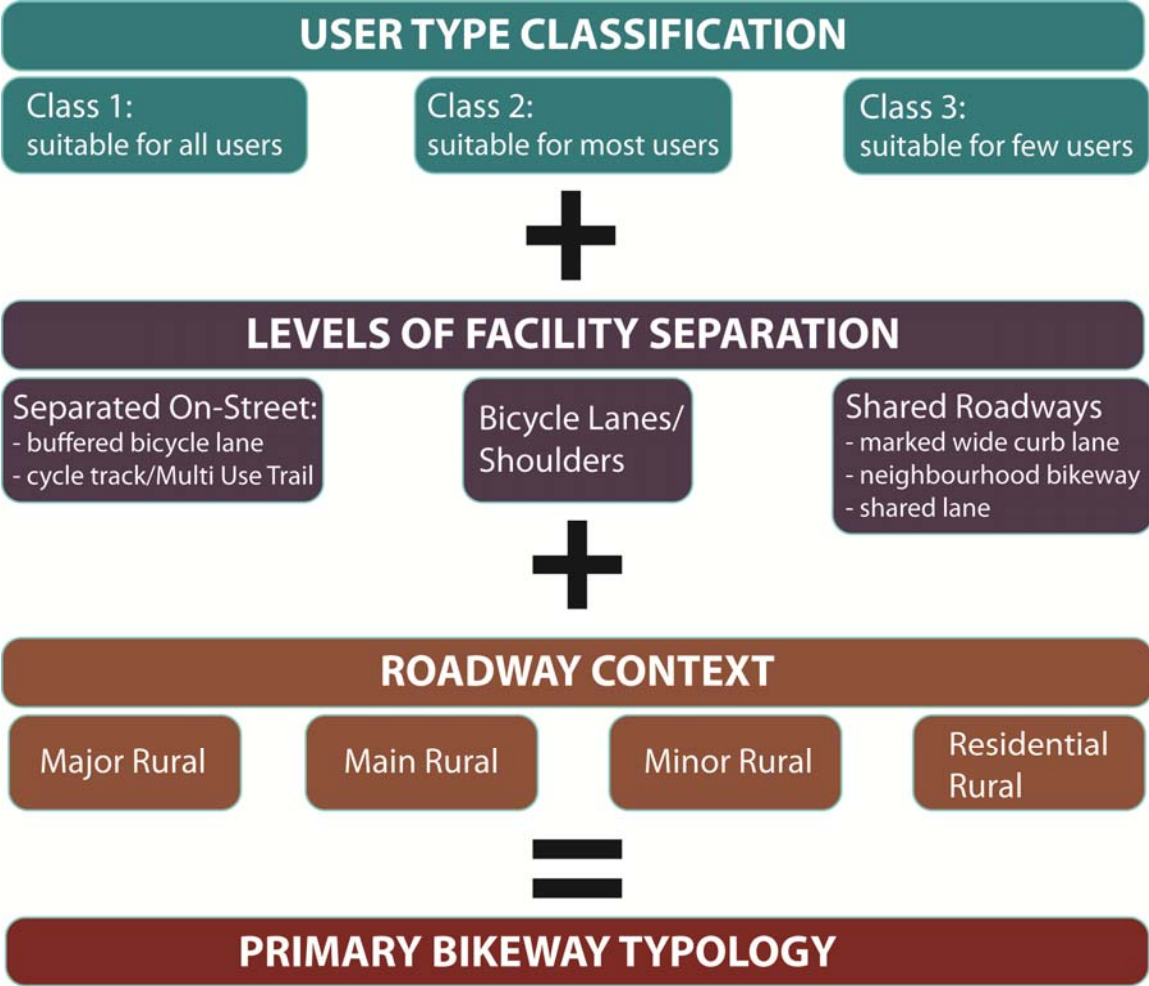 USER TYPE CLASSIFICATION
Class 1:
suitable for all users
Class 2:
suitable for most users
Class 3:
suitable for few users
+
LEVELS OF FACILITY SEPARATION
Separated On-Street:
- buffered bicycle lane
- cycle track/Multi Use Trail
Bicycle Lanes/
Shoulders
Shared Roadways
- marked wide curb lane
- neighbourhood bikeway
- shared lane
+
ROADWAY CONTEXT
Major Rural
Main Rural
Minor Rural
Residential
Rural
=
PRIMARY BIKEWAY TYPOLOGY